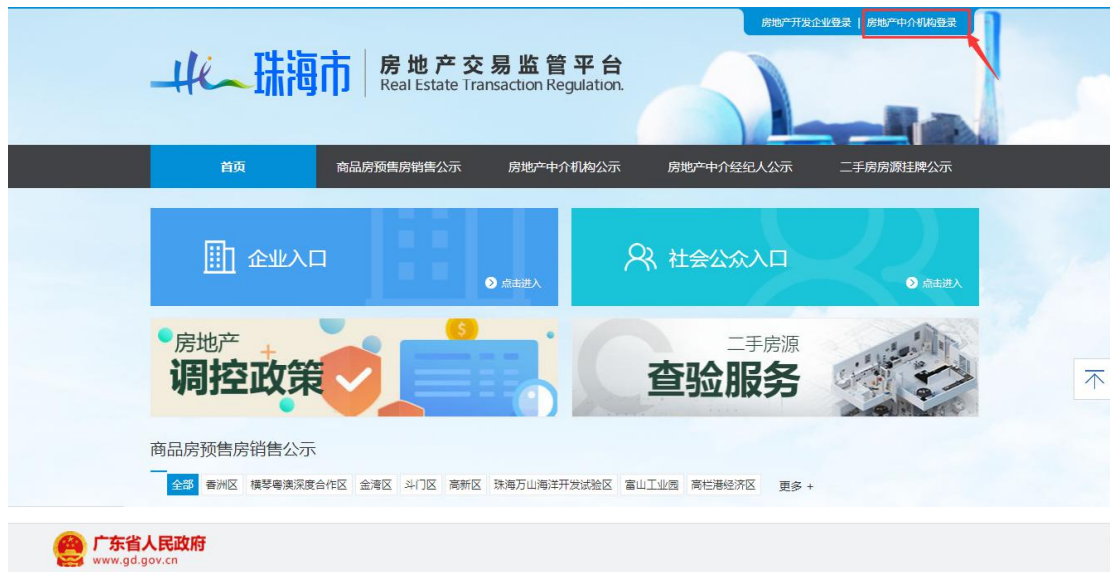 房地产开发企业登录 | 房地产中介机构登录
珠海市
房地产交易监管平台
Real Estate Transaction Regulation.
首页 商品房预售房销售公示 房地产中介机构公示 房地产中介经纪人公示 二手房房源挂牌公示
企业入口
点击进入
社会公众入口
点击进入
房地产
调控政策
二手房源
查验服务
商品房预售房销售公示
全部 香洲区 横琴粤澳深度合作区 金湾区 斗门区 高新区 珠海万山海洋开发试验区 富山工业园 高栏港经济区 更多 +
广东省人民政府
www.gd.gov.cn